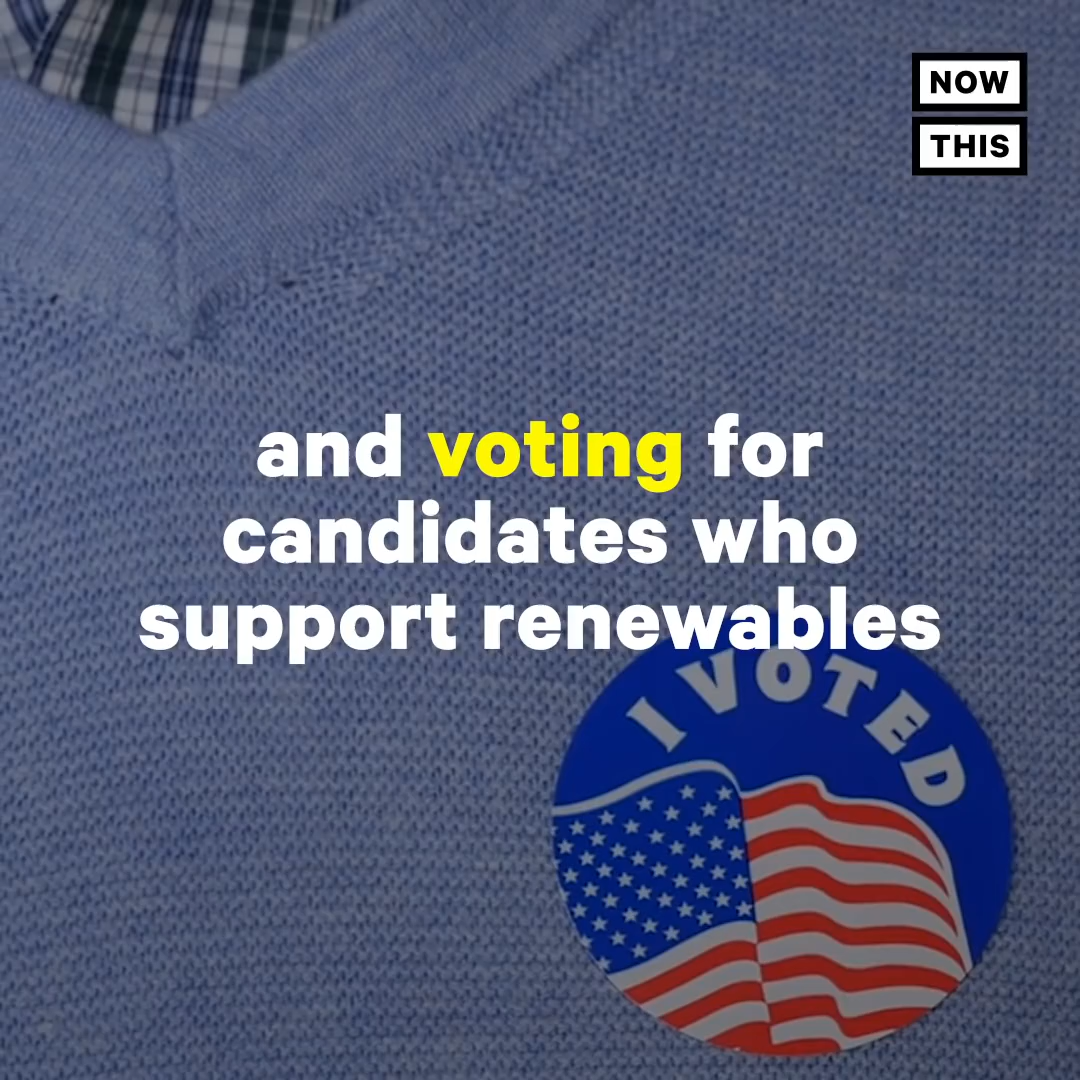 NOW
THIS
and voting for
candidates who
support renewables
I VOTED